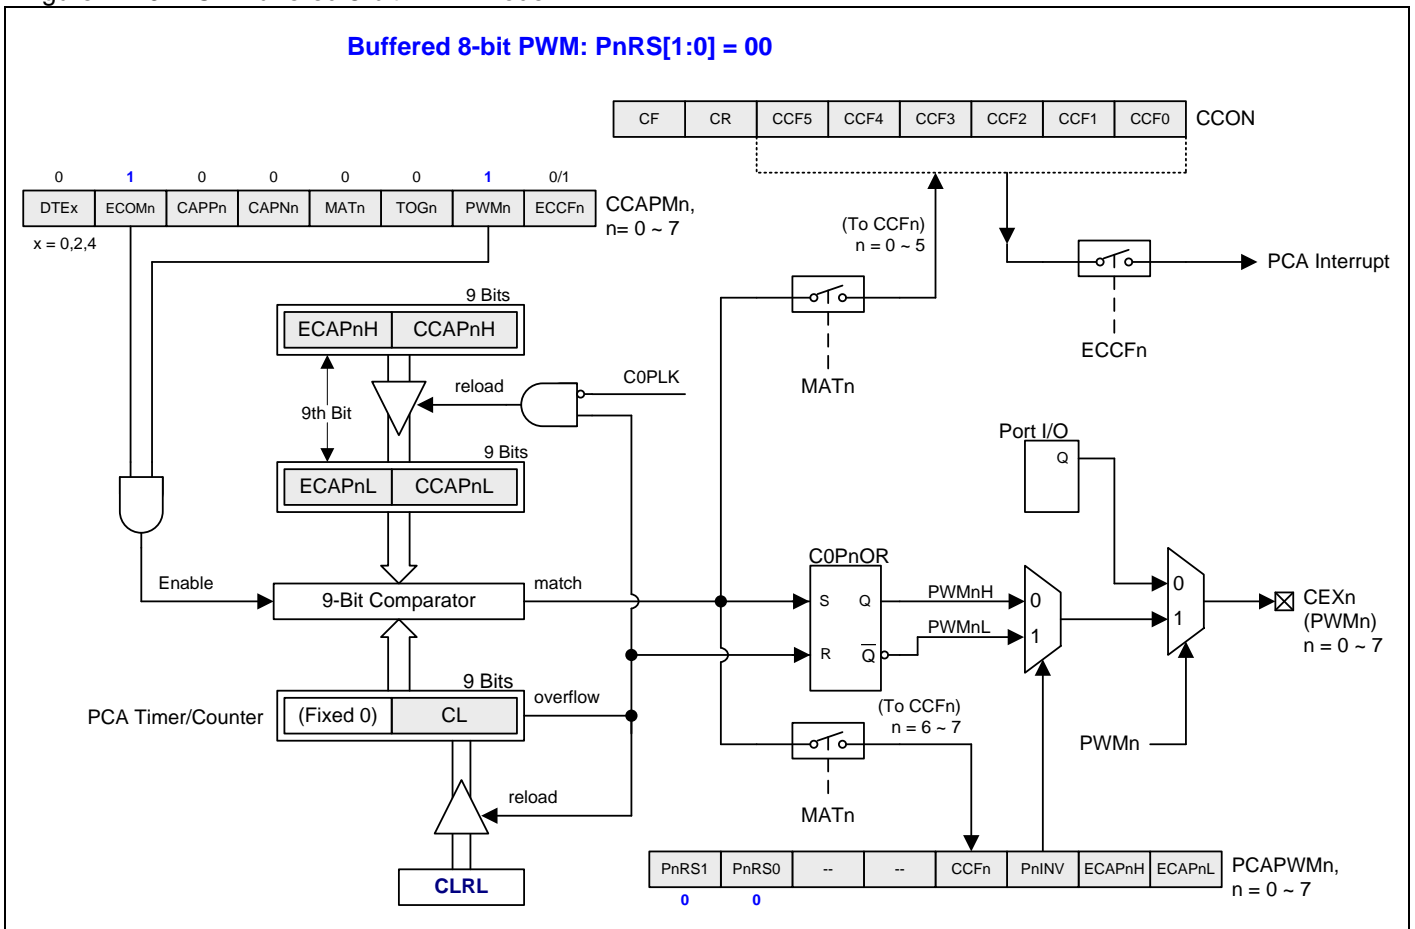 Buffered 8-bit PWM: PnRS[1:0] = 00
CF CR CCF5 CCF4 CCF3 CCF2 CCF1 CCF0 CCON
0 1 0 0 0 0 1 0/1
DTEx ECOMn CAPPn CAPNn MATn TOGn PWMn ECCFn
CCAPMn,
n= 0 ~ 7
x = 0,2,4
(To CCFn)
n = 0 ~ 5
PCA Interrupt
ECCFn
MATn
9 Bits
ECAPnH CCAPnH
reload
C0PLK
9th Bit
9 Bits
ECAPnL CCAPnL
Port I/O
Q
Enable
9-Bit Comparator
match
C0PnOR
S Q
R Q
PWMnH
PWMnL
0
1
0
1
CEXn
(PWMn)
n = 0 ~ 7
9 Bits
PCA Timer/Counter
(Fixed 0) CL
overflow
(To CCFn)
n = 6 ~ 7
PWMn
MATn
reload
CLRL
PnRS1 PnRS0 -- -- CCFn PnINV ECAPnH ECAPnL
PCAPWMn,
n = 0 ~ 7
0 0